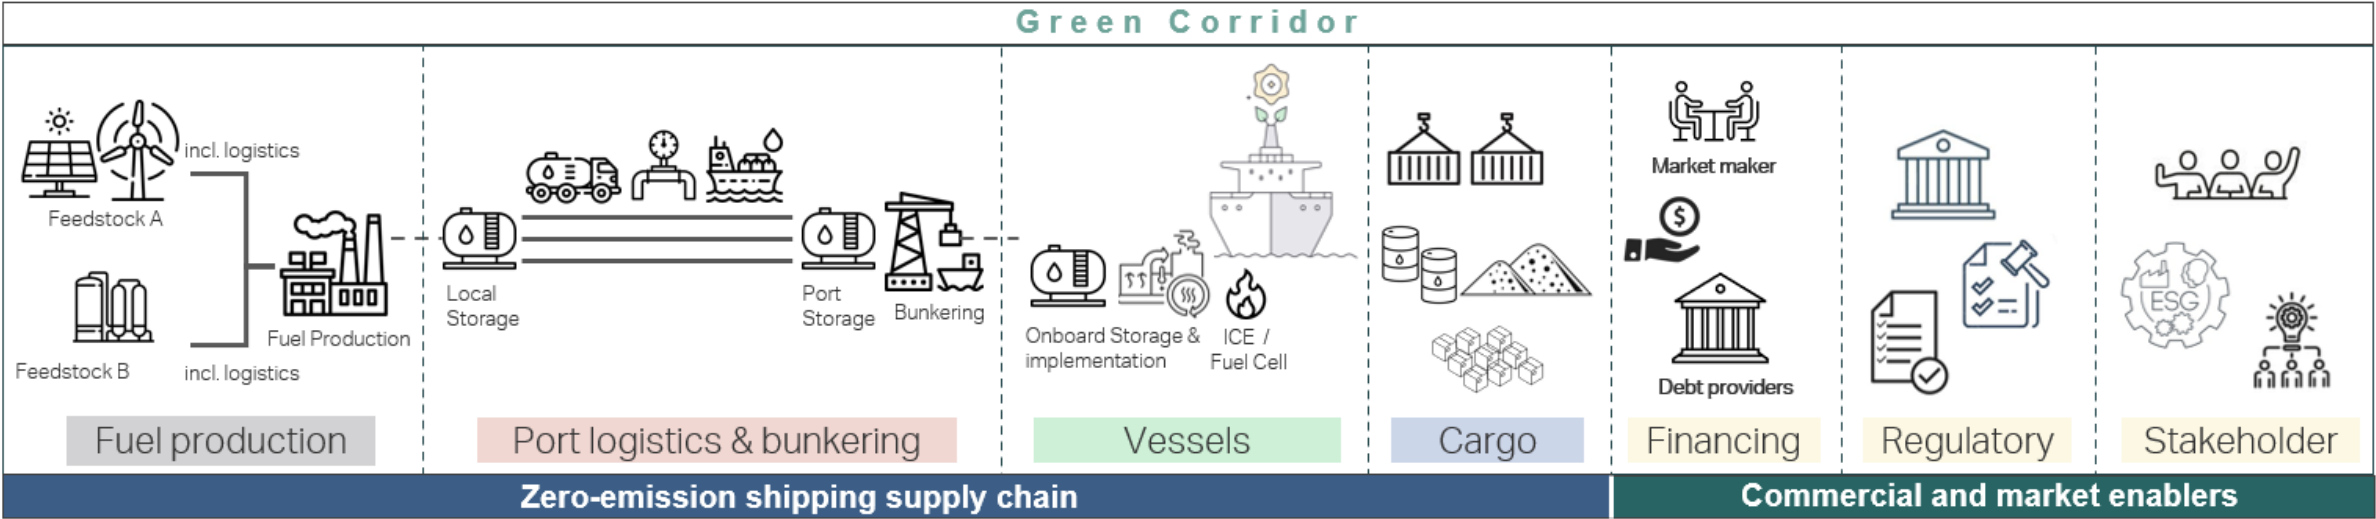 Green Corridor
incl. logistics
Feedstock A
Fuel Production
Feedstock B
incl. logistics
Local
Storage
Port
Storage
Bunkering
Onboard Storage &
implementation
ICE /
Fuel Cell
Market maker
$
Debt providers
ESG
Fuel production
Port logistics & bunkering
Vessels
Cargo
Financing
Regulatory
Stakeholder
Zero-emission shipping supply chain
Commercial and market enablers